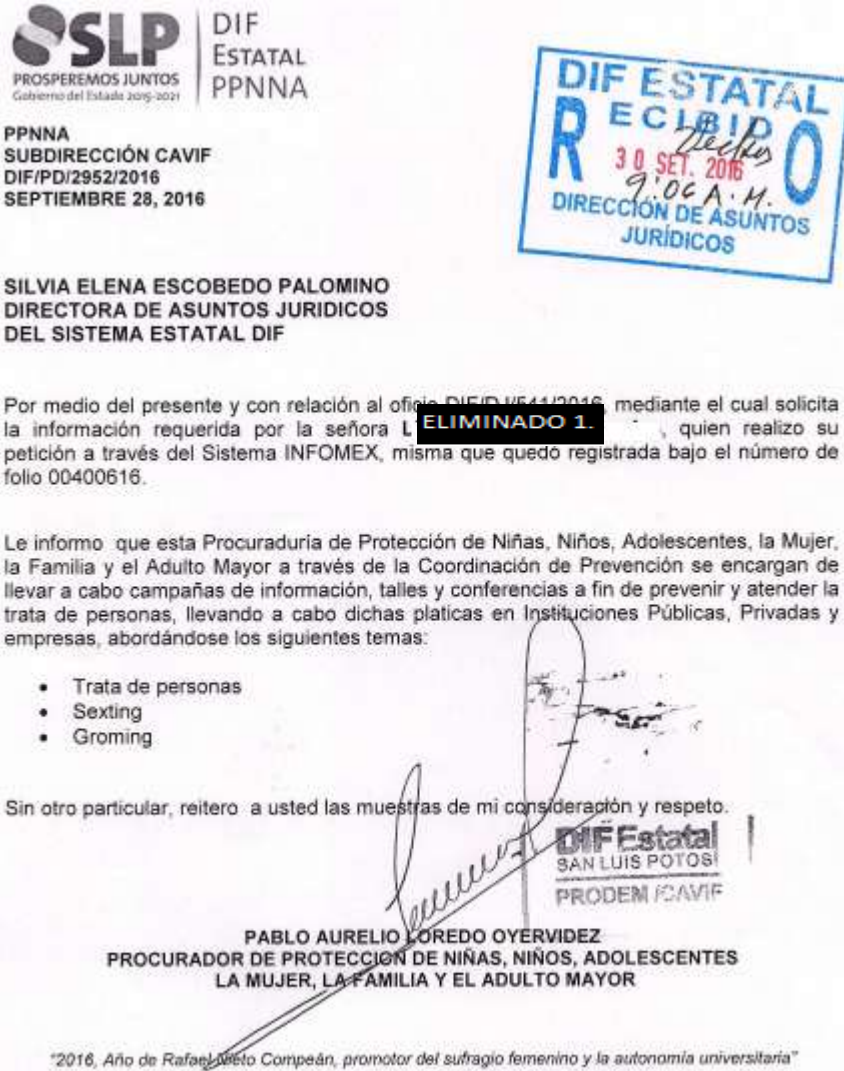 SLP
PROSPEREMOS JUNTOS
Gobierno del Estado 2015-2021
DIF
ESTATAL
PPNNA
DIF ESTATAL
RECIBIDO
30 SET. 2016
9:06 A.M.
DIRECCIÓN DE ASUNTOS
JURÍDICOS
PPNNA
SUBDIRECCIÓN CAVIF
DIF/PD/2952/2016
SEPTIEMBRE 28, 2016
SILVIA ELENA ESCOBEDO PALOMINO
DIRECTORA DE ASUNTOS JURIDICOS
DEL SISTEMA ESTATAL DIF
Por medio del presente y con relación al oficio DIF/DJ/541/2016, mediante el cual solicita
la información requerida por la señora L ELIMINADO 1. , quien realizo su
petición a través del Sistema INFOMEX, misma que quedó registrada bajo el número de
folio 00400616.
Le informo que esta Procuraduría de Protección de Niñas, Niños, Adolescentes, la Mujer,
la Familia y el Adulto Mayor a través de la Coordinación de Prevención se encargan de
llevar a cabo campañas de información, talles y conferencias a fin de prevenir y atender la
trata de personas, llevando a cabo dichas platicas en Instituciones Públicas, Privadas y
empresas, abordándose los siguientes temas:
• Trata de personas
• Sexting
• Groming
Sin otro particular, reitero a usted las muestras de mi consideración y respeto.
DIF Estatal
SAN LUIS POTOSI
PRODEM /CAVIF
PABLO AURELIO LOREDO OYERVIDEZ
PROCURADOR DE PROTECCION DE NIÑAS, NIÑOS, ADOLESCENTES
LA MUJER, LA FAMILIA Y EL ADULTO MAYOR
"2016, Año de Rafael Nieto Compeán, promotor del sufragio femenino y la autonomía universitaria"